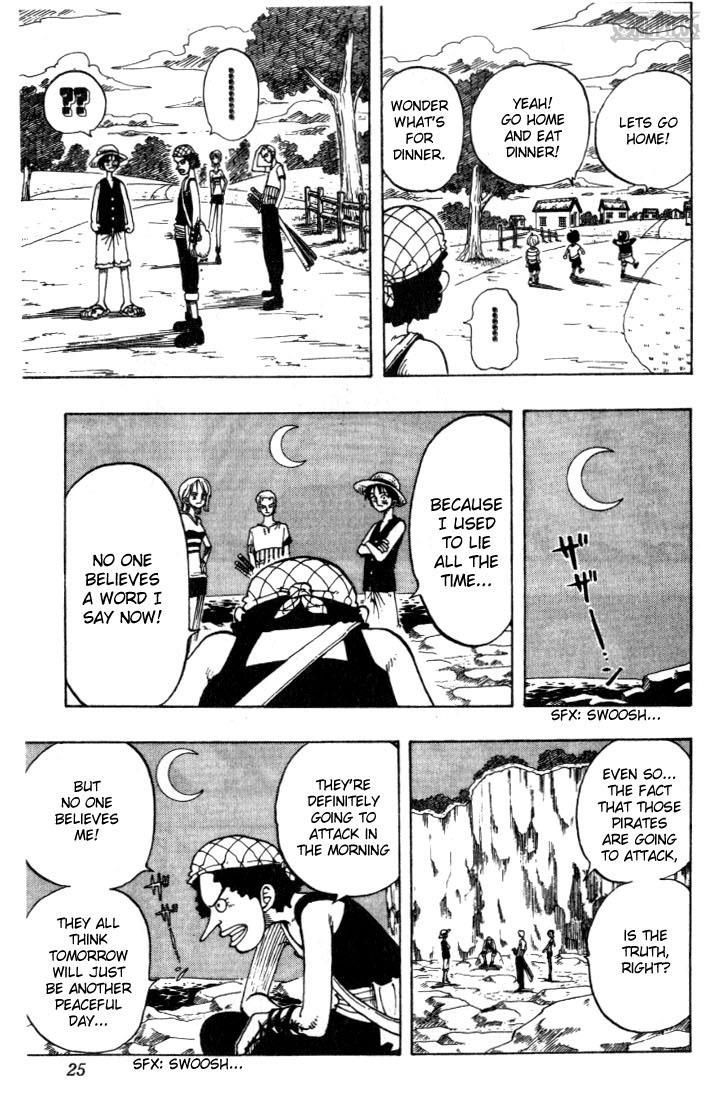 LETS GO
HOME!
YEAH!
GO HOME
AND EAT
DINNER!
WONDER
WHAT'S
FOR
DINNER.
??
ザザ
BECAUSE
I USED
TO LIE
ALL THE
TIME...
NO ONE
BELIEVES
A WORD I
SAY NOW!
SFX: SWOOSH...
EVEN SO...
THE FACT
THAT THOSE
PIRATES
ARE GOING
TO ATTACK,
IS THE
TRUTH,
RIGHT?
THEY'RE
DEFINITELY
GOING TO
ATTACK IN
THE MORNING
BUT
NO ONE
BELIEVES
ME!
ザザ
THEY ALL
THINK
TOMORROW
WILL JUST
BE ANOTHER
PEACEFUL
DAY...
SFX: SWOOSH...
25